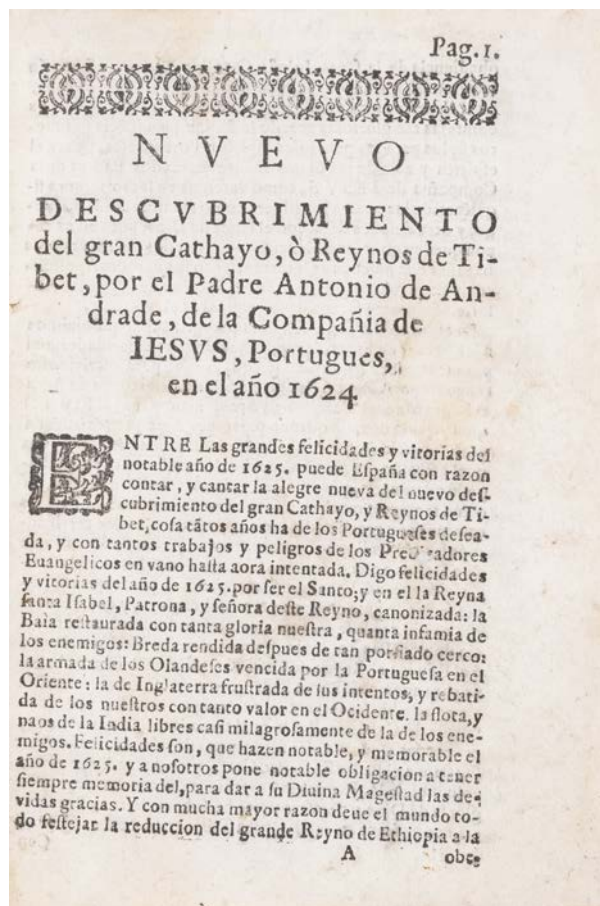 Pag. 1.
NVEVO
DESCVBRIMIENTO
del gran Cathayo, ò Reynos de Ti-
bet, por el Padre Antonio de An-
drade, de la Compañia de
IESVS, Portugues,
en el año 1624
ENTRE Las grandes felicidades y vitorias del
notable año de 1625. puede España con razon
contar, y cantar la alegre nueva del nuevo deſ-
cubrimiento del gran Cathayo, y Reynos de Ti-
bet, coſa tãtos años ha de los Portugueſes deſea-
da, y con tantos trabajos y peligros de los Predicadores
Euangelicos en vano haſta aora intentada. Digo felicidades
y vitorias del año de 1625. por ſer el Santo; y en el la Reyna
ſanta Iſabel, Patrona, y ſeñora deſte Reyno, canonizada: la
Baia reſtaurada con tanta gloria nueſtra, quanta infamia de
los enemigos: Breda rendida deſpues de tan porfiado cerco:
la armada de los Olandeſes vencida por la Portugueſa en el
Oriente: la de Inglaterra fruſtrada de ſus intentos, y rebati-
da de los nueſtros con tanto valor en el Ocidente. la flota, y
naos de la India libres caſi milagroſamente de la de los ene-
migos. Felicidades ſon, que hazen notable, y memorable el
año de 1625. y a noſotros pone notable obligacion a tener
ſiempre memoria del, para dar a ſu Diuina Mageſtad las de-
vidas gracias. Y con mucha mayor razon deue el mundo to-
do feſtejar la reduccion del grande Reyno de Ethiopia a la
A obe-